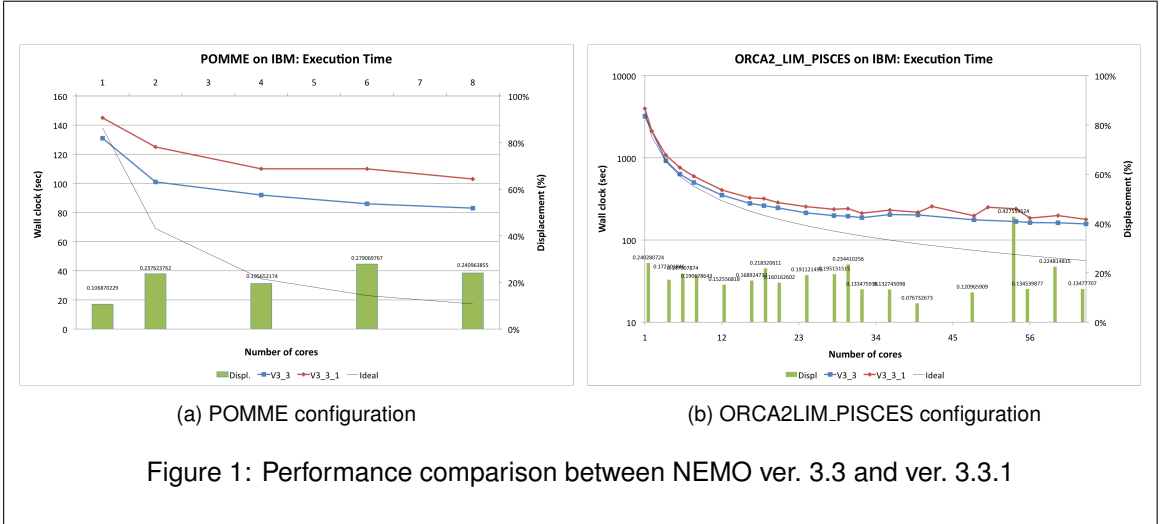 POMME on IBM: Execution Time
1 2 3 4 5 6 7 8
160 100%
140
120 80%
100
80 60%
60 40%
40
20 20%
0 0%
Wall clock (sec)
Displacement (%)
0.106870229
0.237623762
0.195652174
0.279069767
0.240963855
Number of cores
Displ. V3_3 V3_3_1 Ideal
(a) POMME configuration
ORCA2_LIM_PISCES on IBM: Execution Time
10000 100%
80%
1000
60%
100 40%
20%
10 0%
Wall clock (sec)
Displacement (%)
0.240280724
0.190678643
0.152556818
0.218320611
0.160162602
0.195151515
0.234410256
0.132745098
0.076732673
0.120965909
0.427593524
0.134539877
0.224814815
0.13477707
1 12 23 34 45 56
Number of cores
Displ V3_3 V3_3_1 Ideal
(b) ORCA2LIM_PISCES configuration
Figure 1: Performance comparison between NEMO ver. 3.3 and ver. 3.3.1